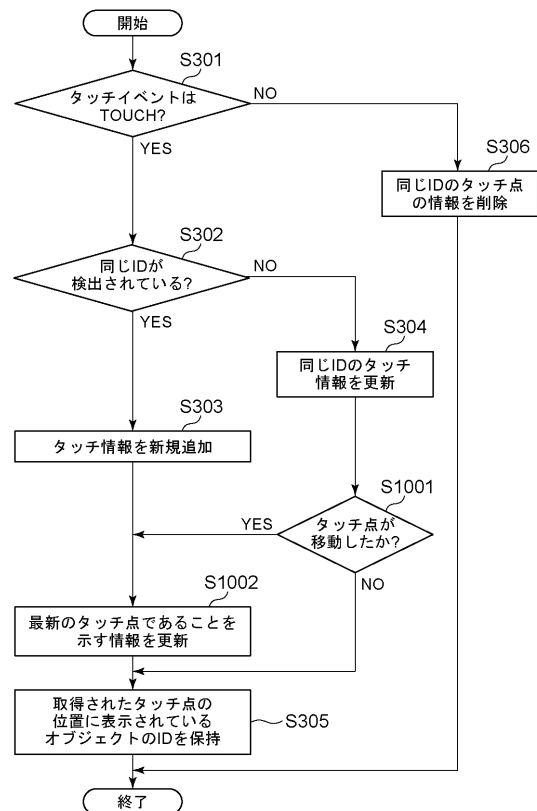 開始
S301
タッチイベントは
TOUCH?
NO
YES
S306
同じIDのタッチ点
の情報を削除
S302
同じIDが
検出されている?
NO
YES
S304
同じIDのタッチ
情報を更新
S303
タッチ情報を新規追加
S1001
タッチ点が
移動したか?
YES
NO
S1002
最新のタッチ点であることを
示す情報を更新
取得されたタッチ点の
位置に表示されている
オブジェクトのIDを保持
S305
終了